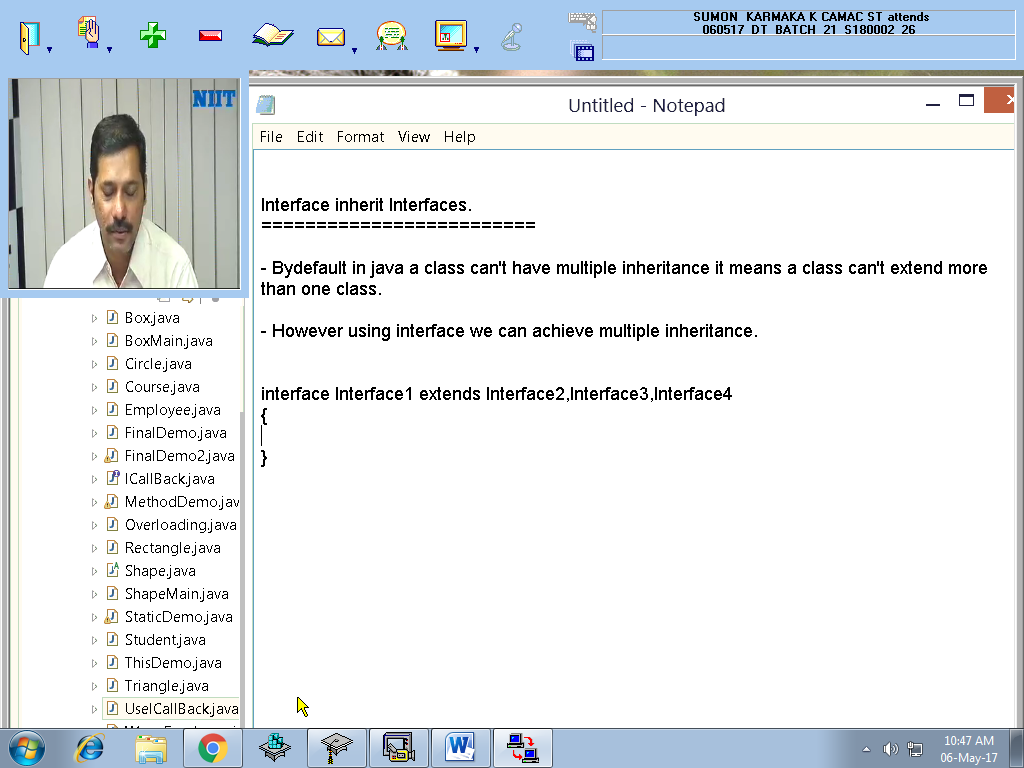 SUMON KARMAKA K CAMAC ST attends
060517 DT BATCH 21 S180002 26
NIIT
Untitled - Notepad
File Edit Format View Help
Interface inherit Interfaces.
=========================
- Bydefault in java a class can't have multiple inheritance it means a class can't extend more
than one class.
- However using interface we can achieve multiple inheritance.
interface Interface1 extends Interface2,Interface3,Interface4
{
}
Box.java
BoxMain.java
Circle.java
Course.java
Employee.java
FinalDemo.java
FinalDemo2.java
ICallBack.java
MethodDemo.jav
Overloading.java
Rectangle.java
Shape.java
ShapeMain.java
StaticDemo.java
Student.java
ThisDemo.java
Triangle.java
UseICallBack.java
10:47 AM
06-May-17